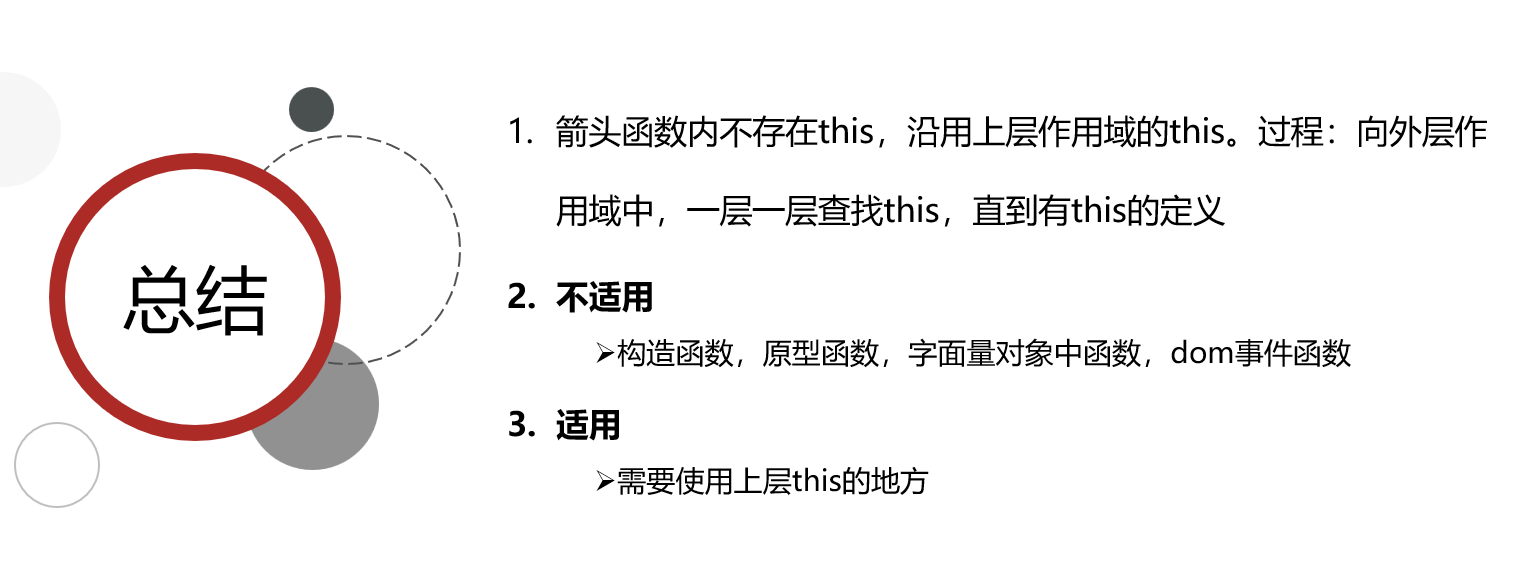 总结
1. 箭头函数内不存在this，沿用上层作用域的this。过程：向外层作
用域中，一层一层查找this，直到有this的定义
2. 不适用
➢构造函数，原型函数，字面量对象中函数，dom事件函数
3. 适用
➢需要使用上层this的地方